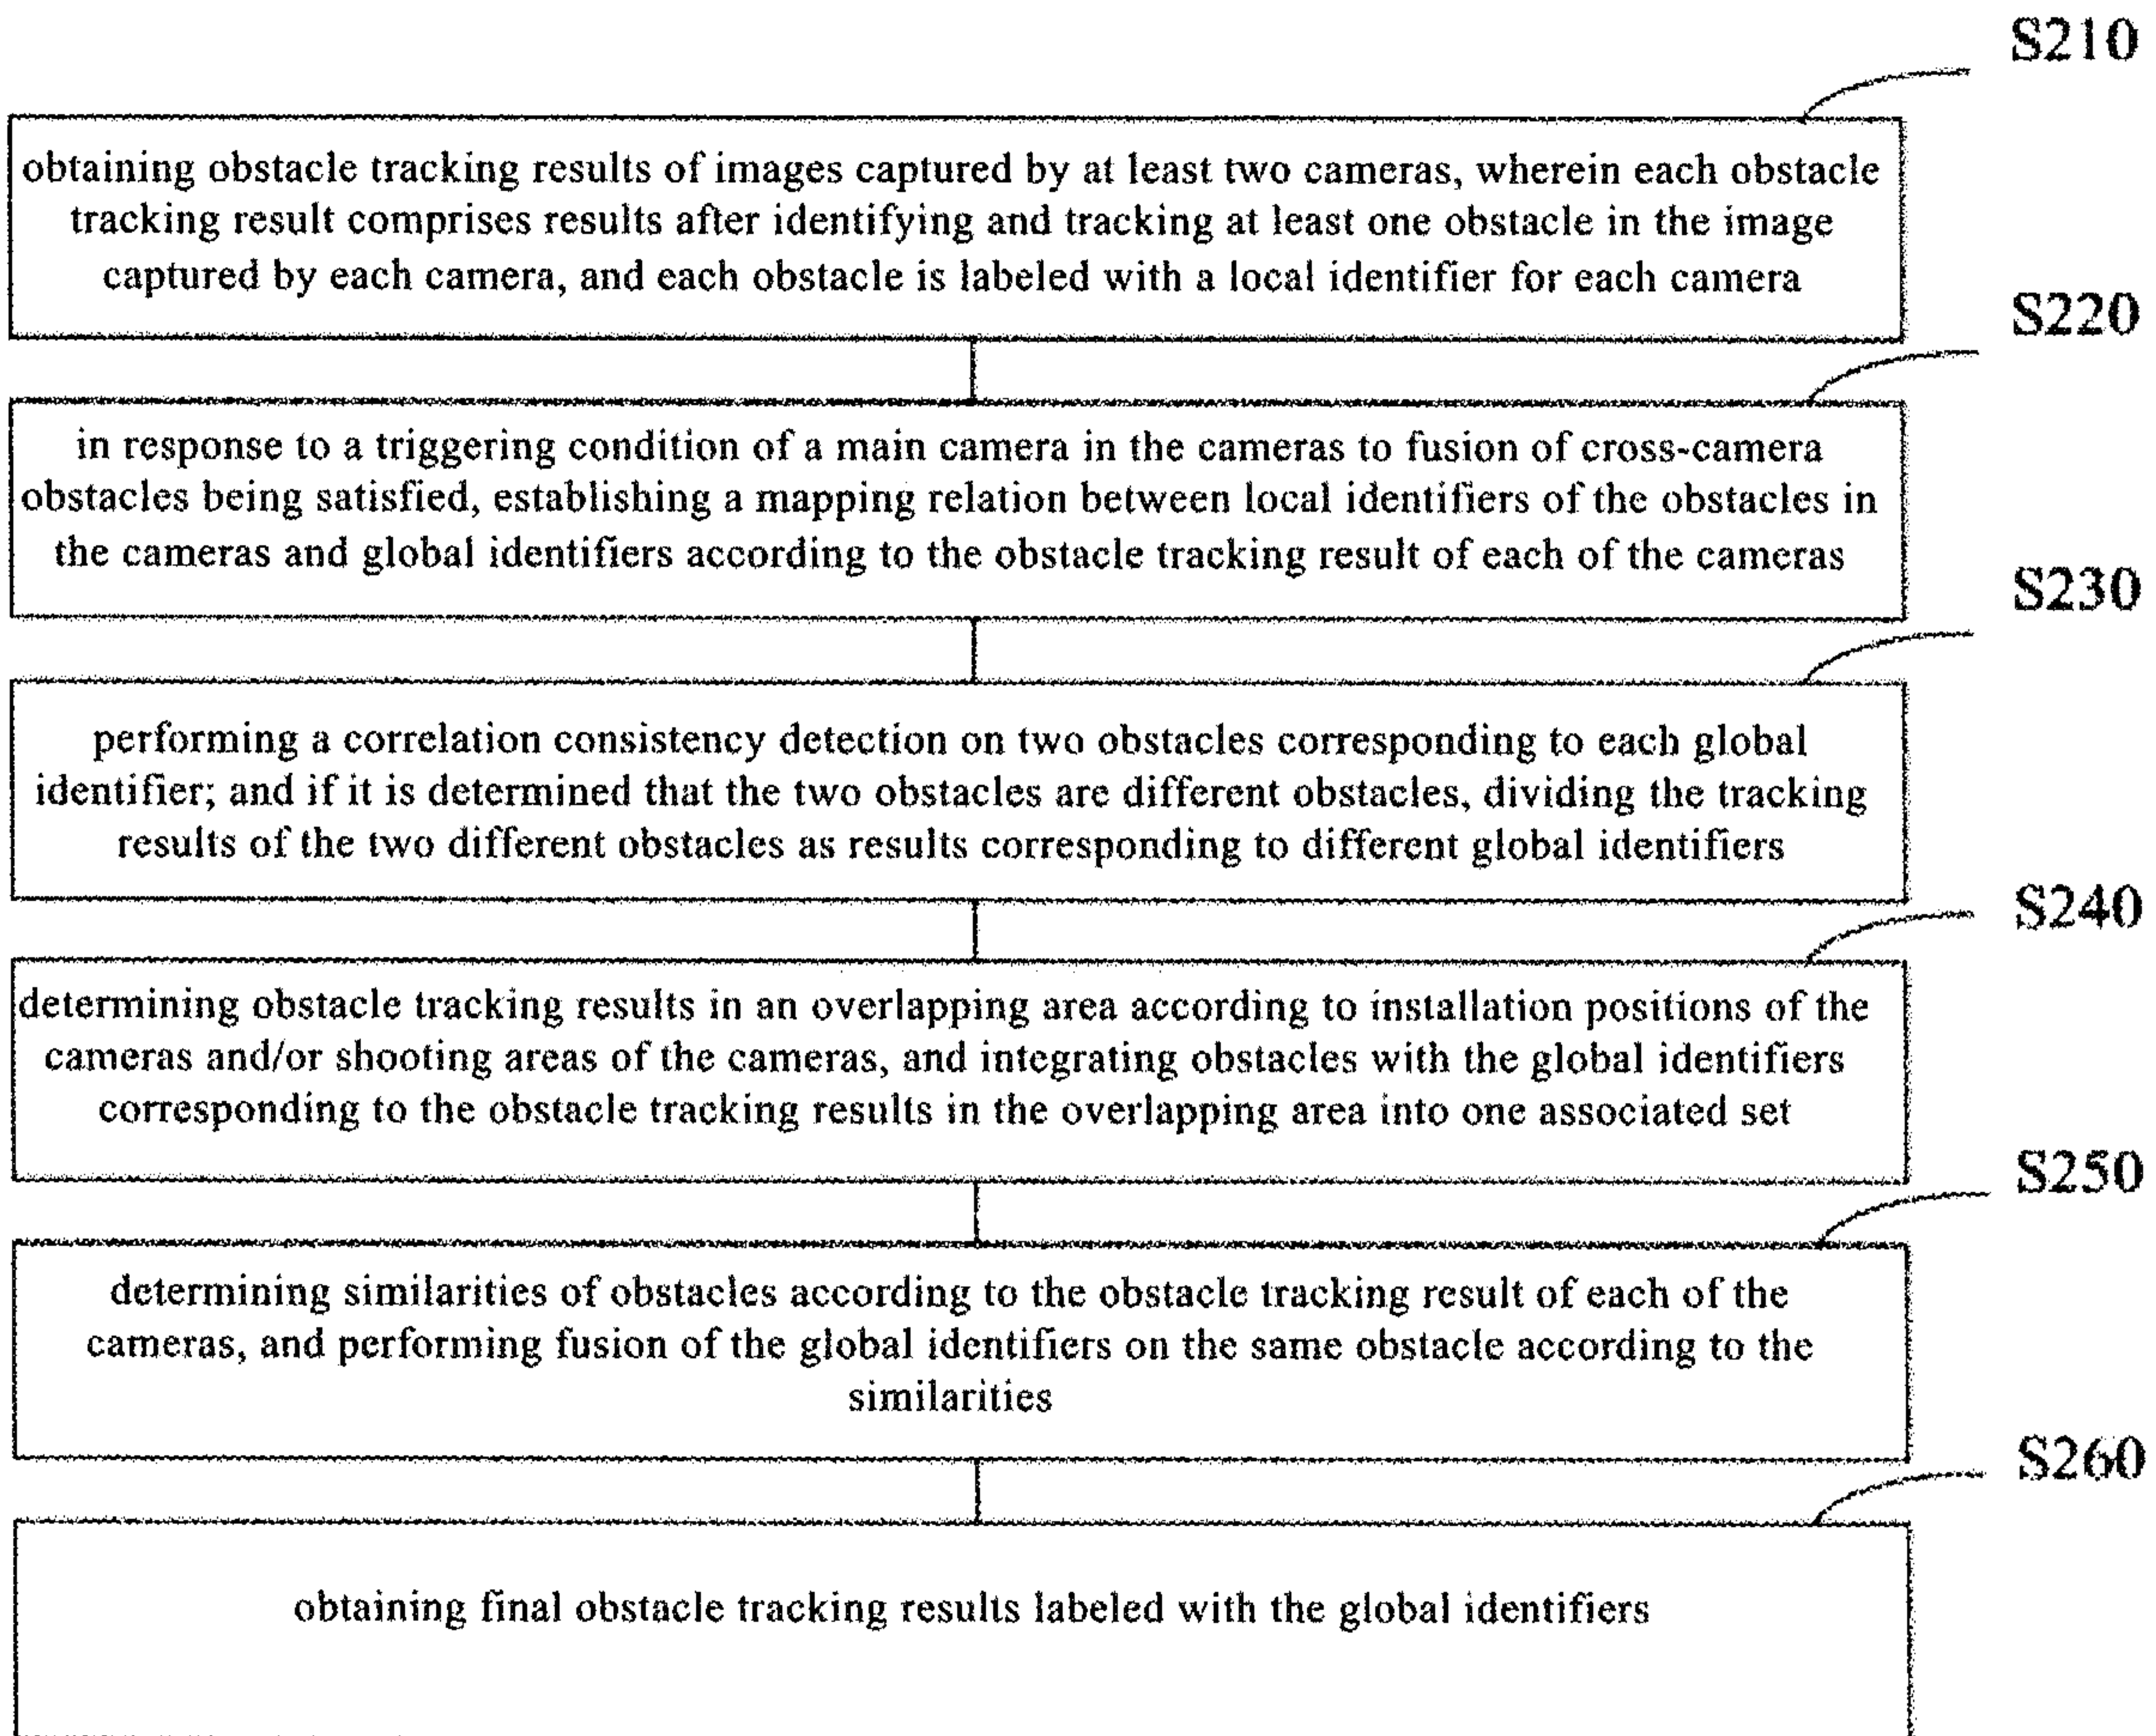 S210
obtaining obstacle tracking results of images captured by at least two cameras, wherein each obstacle
tracking result comprises results after identifying and tracking at least one obstacle in the image
captured by each camera, and each obstacle is labeled with a local identifier for each camera
S220
in response to a triggering condition of a main camera in the cameras to fusion of cross-camera
obstacles being satisfied, establishing a mapping relation between local identifiers of the obstacles in
the cameras and global identifiers according to the obstacle tracking result of each of the cameras
S230
performing a correlation consistency detection on two obstacles corresponding to each global
identifier; and if it is determined that the two obstacles are different obstacles, dividing the tracking
results of the two different obstacles as results corresponding to different global identifiers
S240
determining obstacle tracking results in an overlapping area according to installation positions of the
cameras and/or shooting areas of the cameras, and integrating obstacles with the global identifiers
corresponding to the obstacle tracking results in the overlapping area into one associated set
S250
determining similarities of obstacles according to the obstacle tracking result of each of the
cameras, and performing fusion of the global identifiers on the same obstacle according to the
similarities
S260
obtaining final obstacle tracking results labeled with the global identifiers